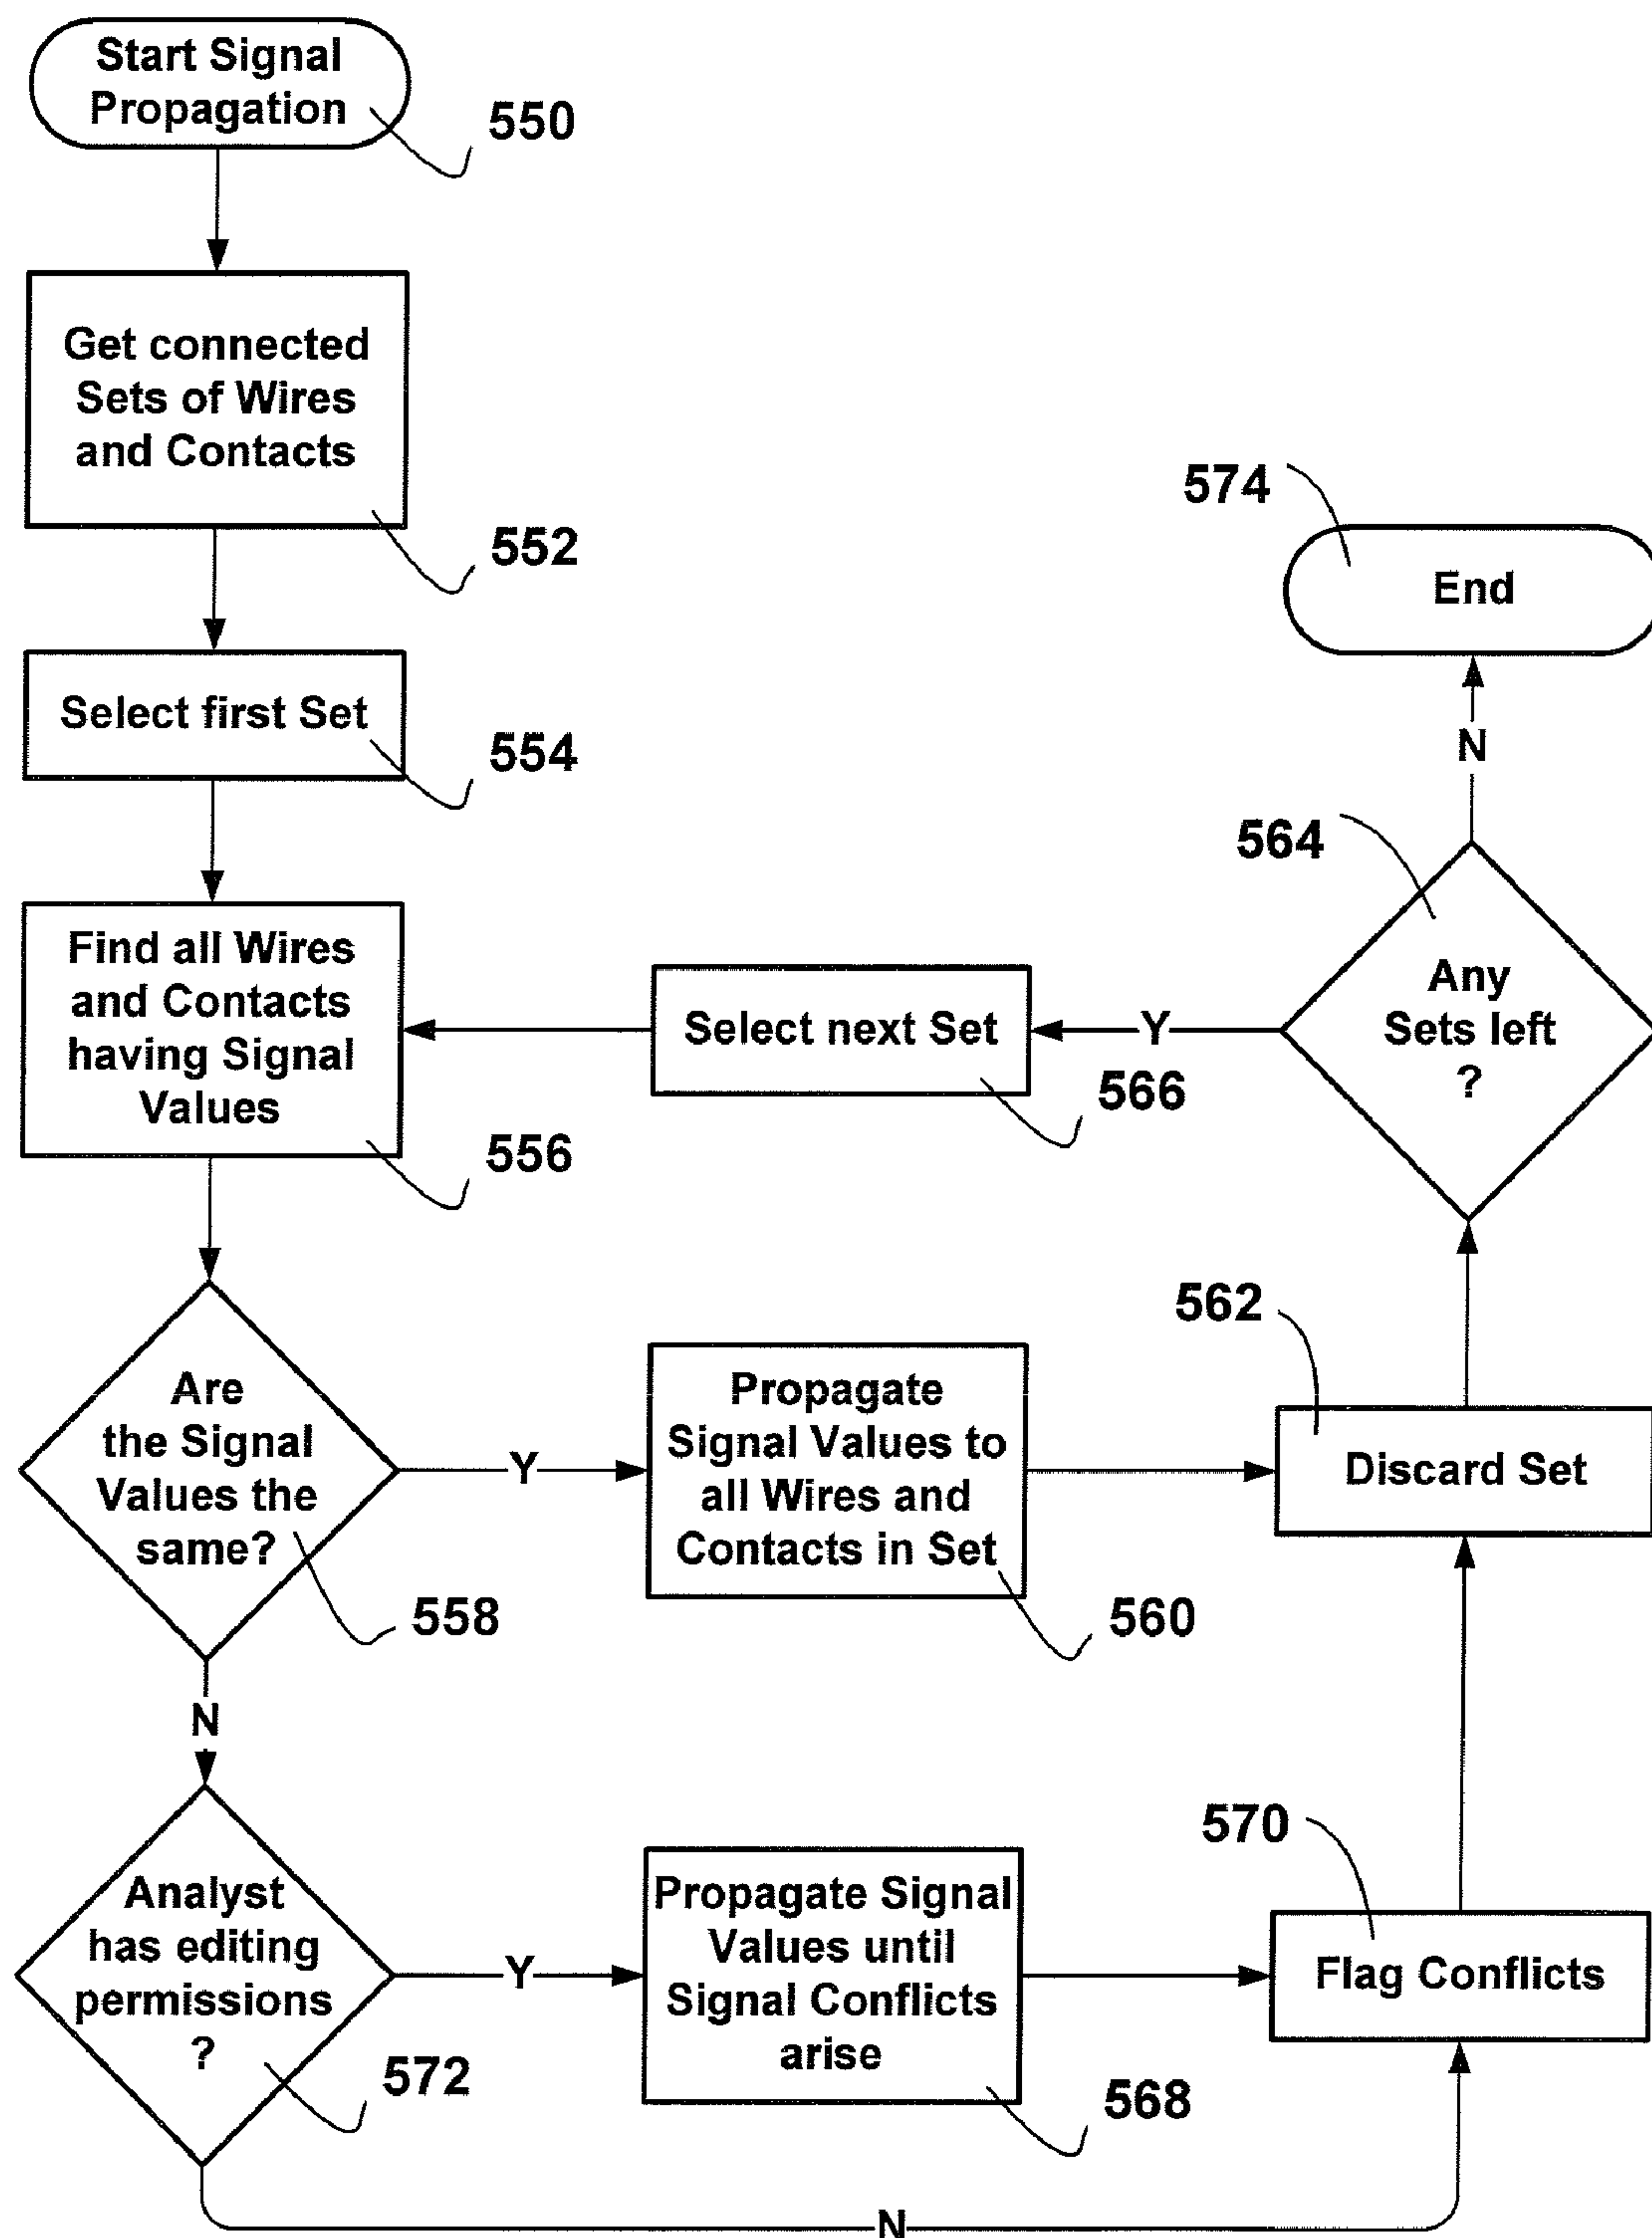 Start Signal
Propagation
550
Get connected
Sets of Wires
and Contacts
552
574
End
Select first Set
554
N
564
Find all Wires
and Contacts
having Signal
Values
556
Select next Set
566
Y
Any
Sets left
?
562
Are
the Signal
Values the
same?
558
Y
Propagate
Signal Values to
all Wires and
Contacts in Set
560
Discard Set
N
570
Analyst
has editing
permissions
?
572
Y
Propagate Signal
Values until
Signal Conflicts
arise
568
Flag Conflicts
N